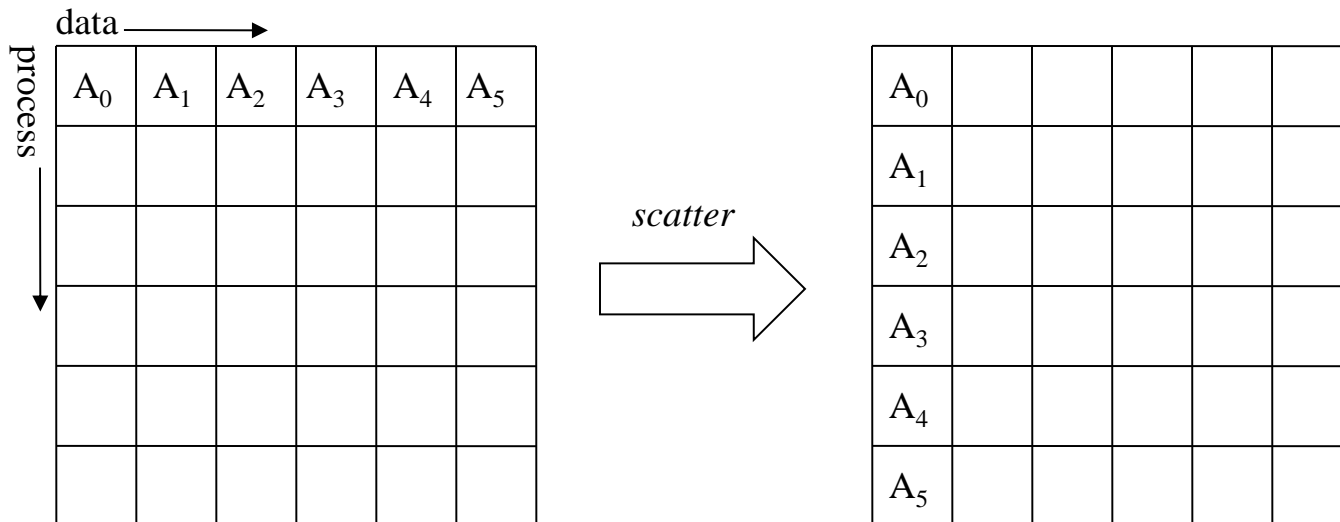 data
process
A₀ A₁ A₂ A₃ A₄ A₅
scatter
A₀
A₁
A₂
A₃
A₄
A₅